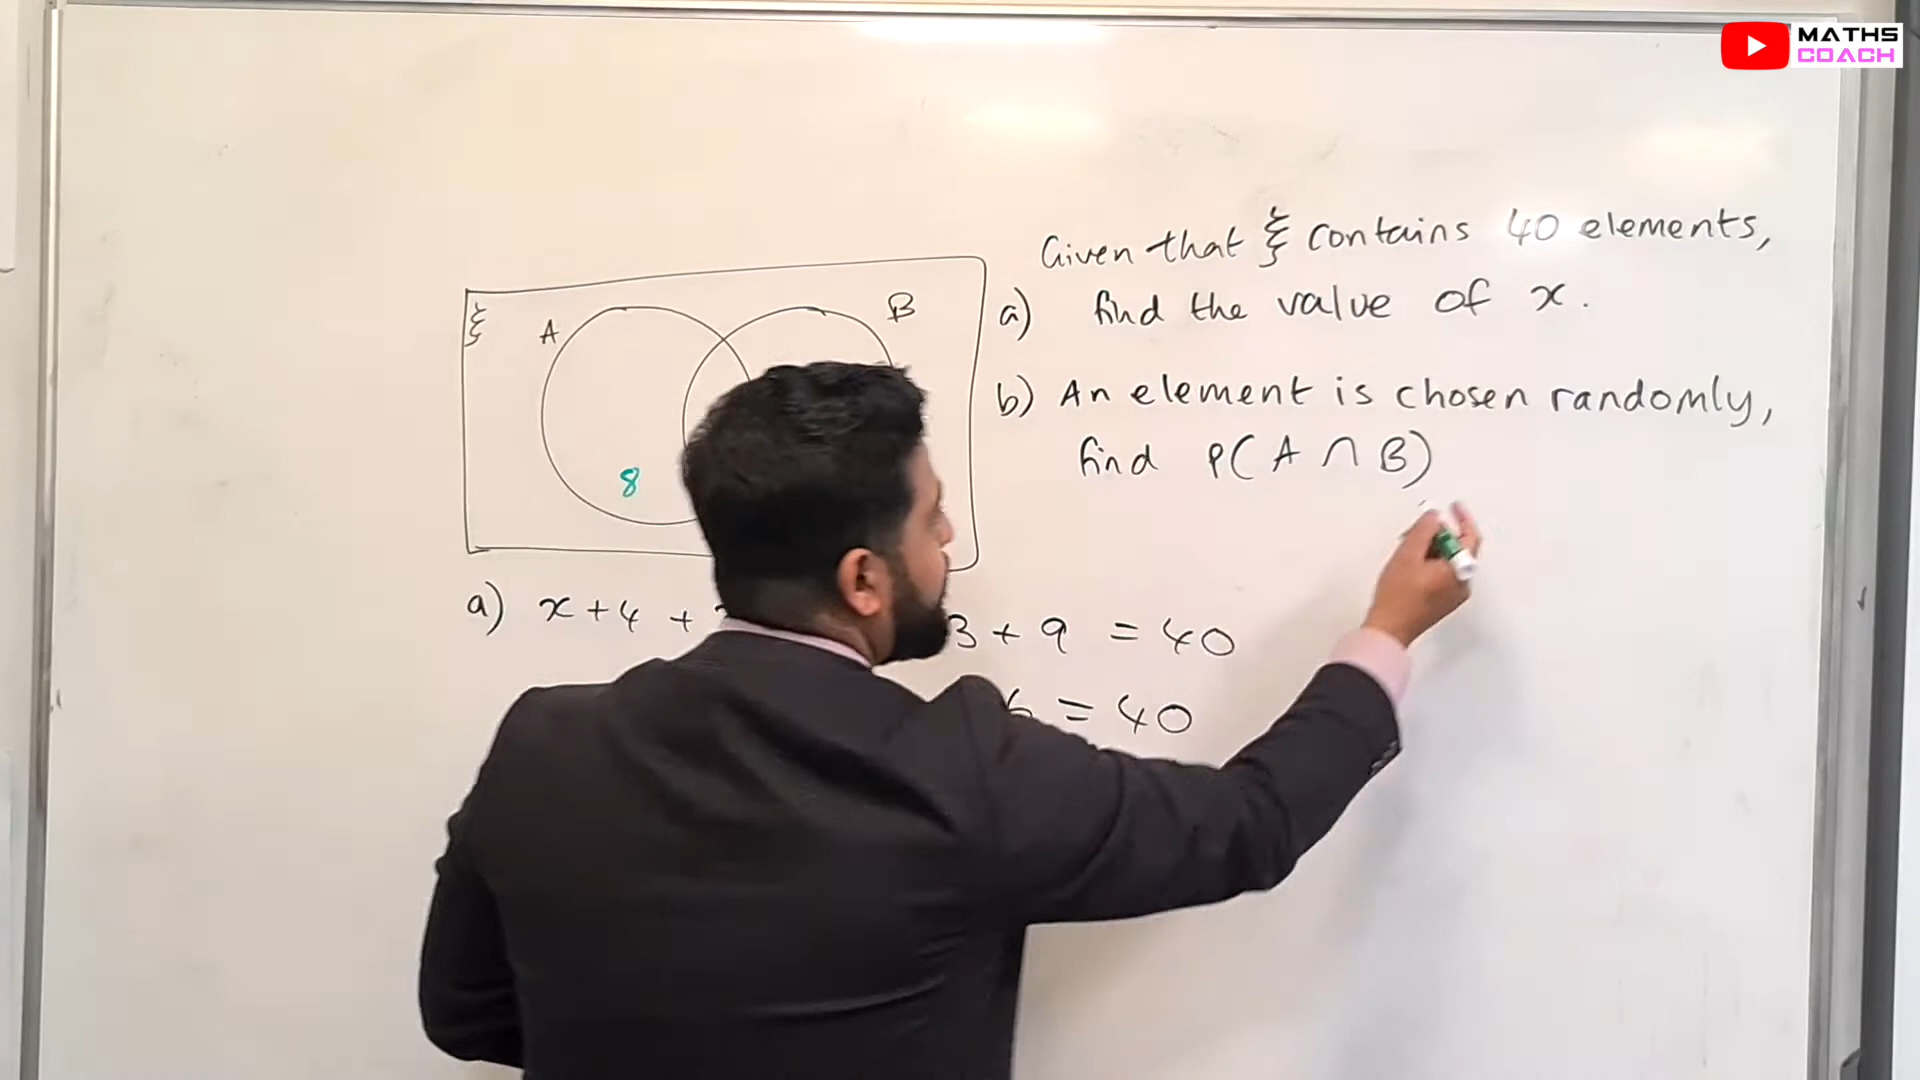 MATHS
COACH
Given that ξ contains 40 elements,
a) find the value of x.
b) An element is chosen randomly,
find P(A ∩ B)
ξ
A
B
8
a) x + 4 + 3 + 9 = 40
6 = 40